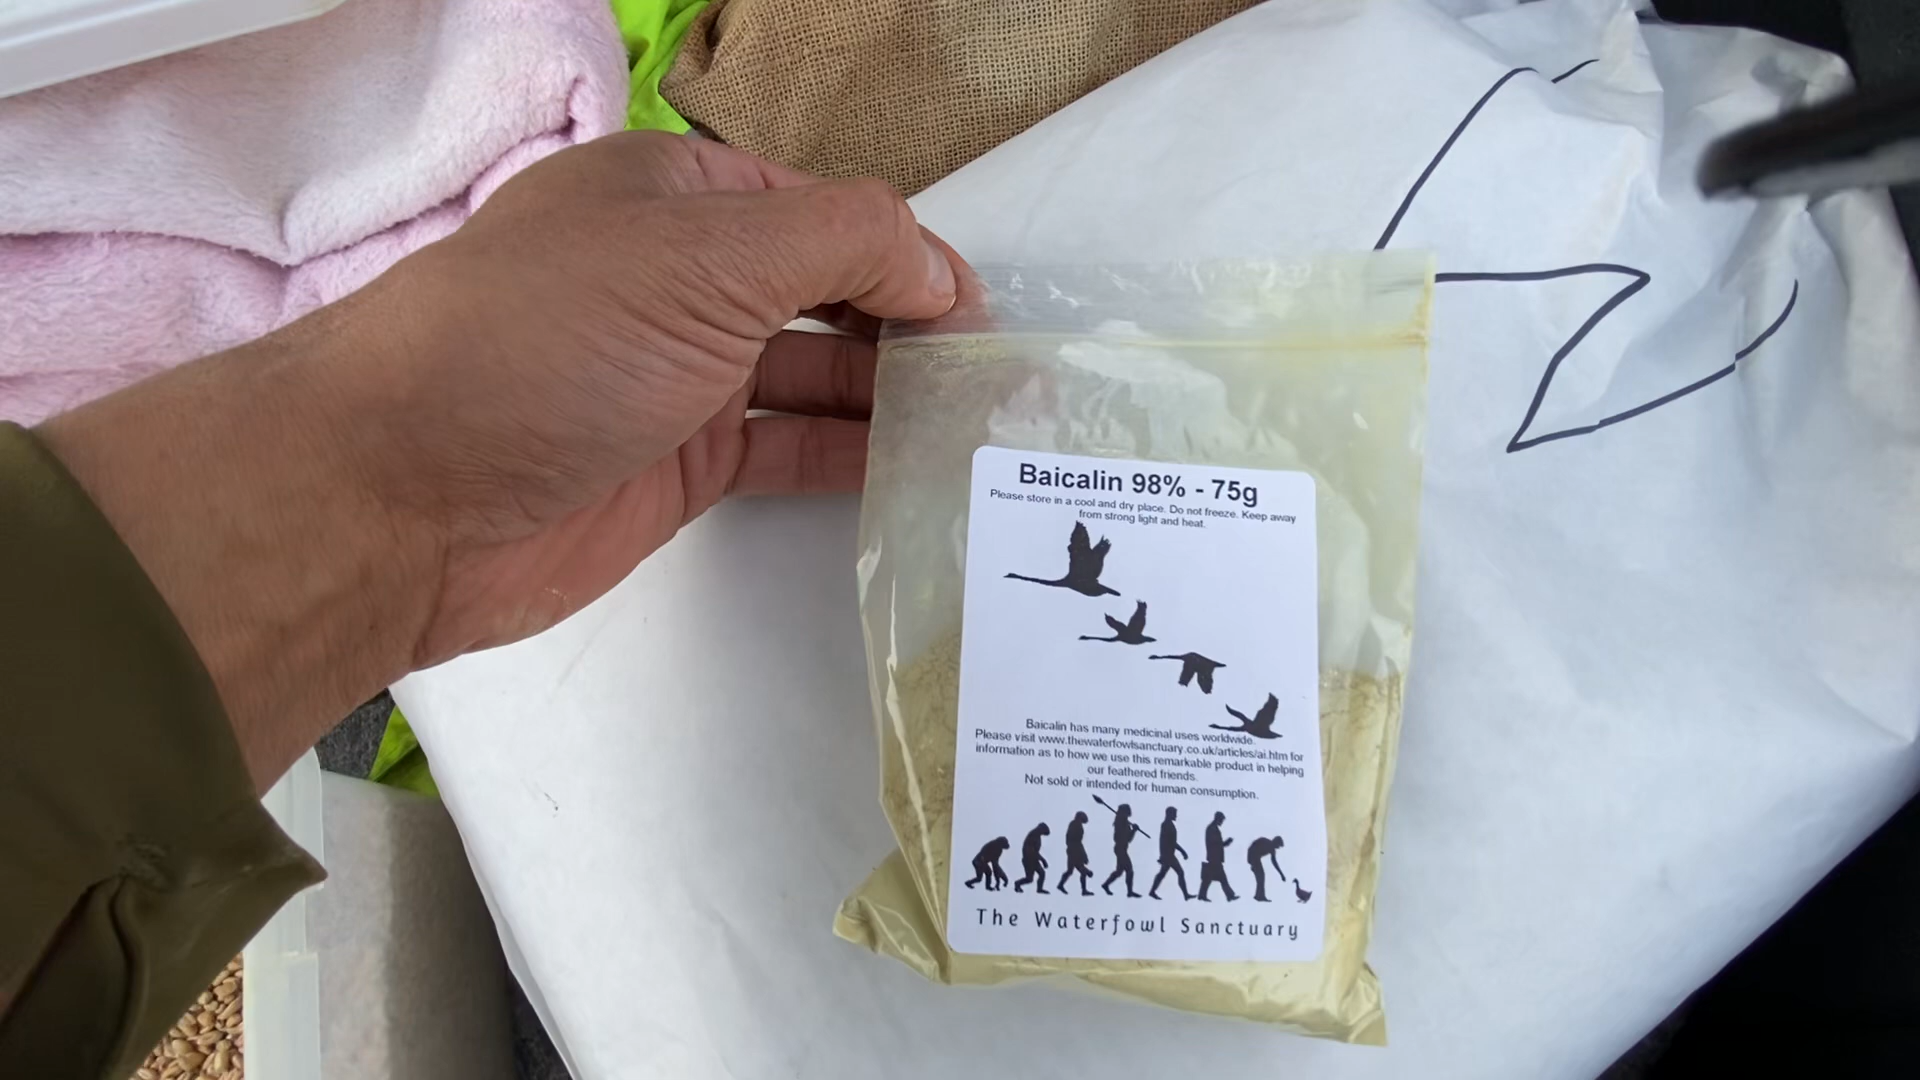 Baicalin 98% - 75g
Please store in a cool and dry place. Do not freeze. Keep away
from strong light and heat.
Baicalin has many medicinal uses worldwide.
Please visit www.thewaterfowlsanctuary.co.uk/articles/ai.htm for
information as to how we use this remarkable product in helping
our feathered friends.
Not sold or intended for human consumption.
The Waterfowl Sanctuary